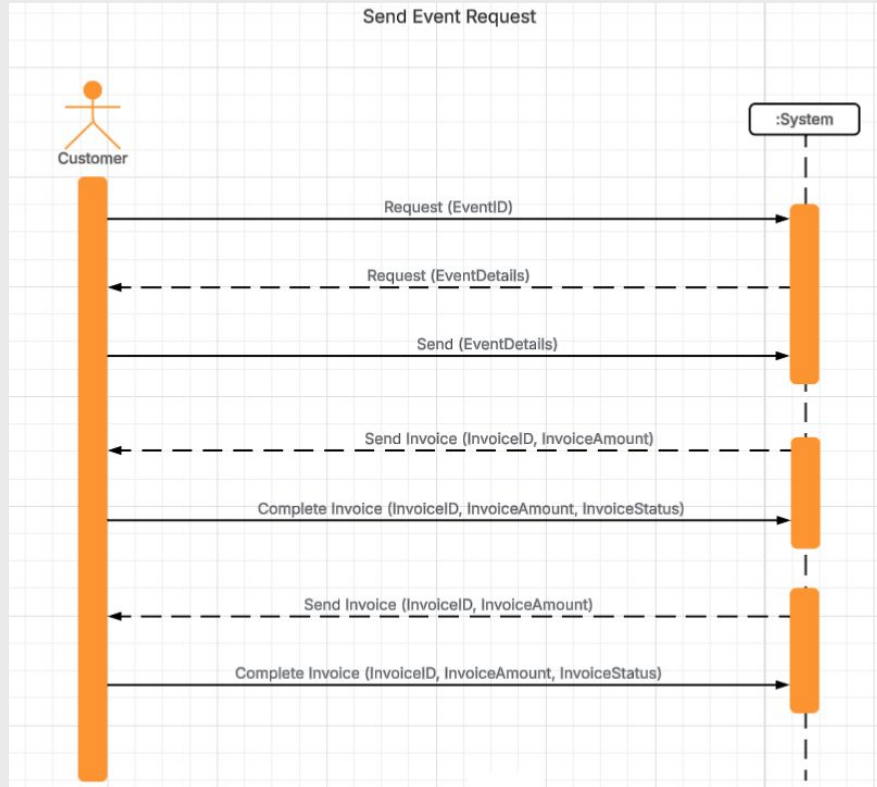 Send Event Request
:System
Customer
Request (EventID)
Request (EventDetails)
Send (EventDetails)
Send Invoice (InvoiceID, InvoiceAmount)
Complete Invoice (InvoiceID, InvoiceAmount, InvoiceStatus)
Send Invoice (InvoiceID, InvoiceAmount)
Complete Invoice (InvoiceID, InvoiceAmount, InvoiceStatus)